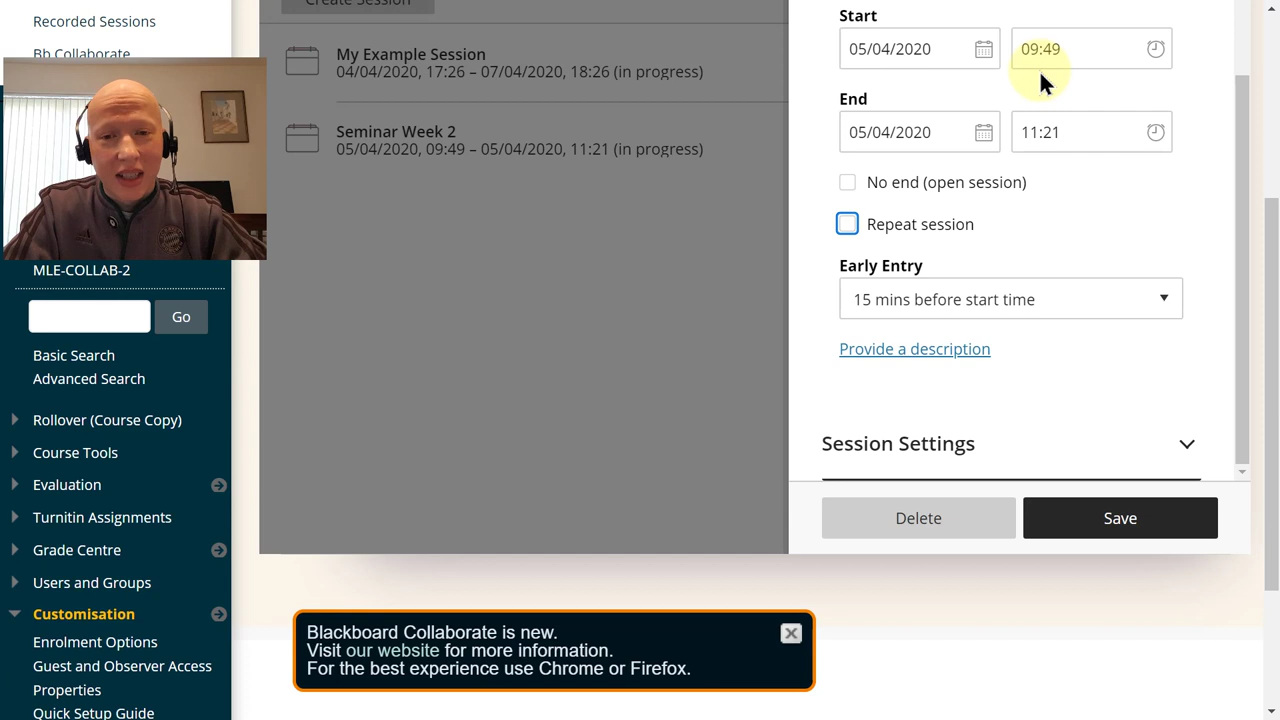 Recorded Sessions
Bb Collaborate
MLE-COLLAB-2
Go
Basic Search
Advanced Search
Rollover (Course Copy)
Course Tools
Evaluation
Turnitin Assignments
Grade Centre
Users and Groups
Customisation
Enrolment Options
Guest and Observer Access
Properties
Quick Setup Guide
Create Session
My Example Session
04/04/2020, 17:26 – 07/04/2020, 18:26 (in progress)
Seminar Week 2
05/04/2020, 09:49 – 05/04/2020, 11:21 (in progress)
Start
05/04/2020 09:49
End
05/04/2020 11:21
No end (open session)
Repeat session
Early Entry
15 mins before start time
Provide a description
Session Settings
Delete Save
Blackboard Collaborate is new.
Visit our website for more information.
For the best experience use Chrome or Firefox.